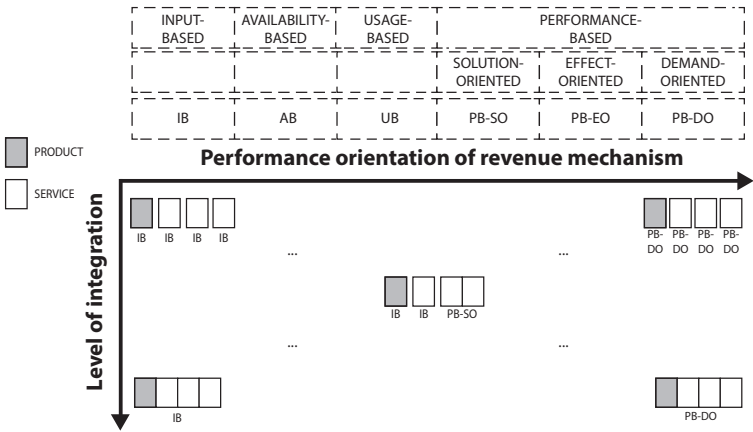 INPUT-BASED
AVAILABILITY-BASED
USAGE-BASED
PERFORMANCE-BASED
SOLUTION-ORIENTED
EFFECT-ORIENTED
DEMAND-ORIENTED
IB AB UB PB-SO PB-EO PB-DO
PRODUCT
SERVICE
Performance orientation of revenue mechanism
Level of integration
IB IB IB IB
PB-DO PB-DO PB-DO PB-DO
... ...
IB IB PB-SO
... ...
IB
PB-DO